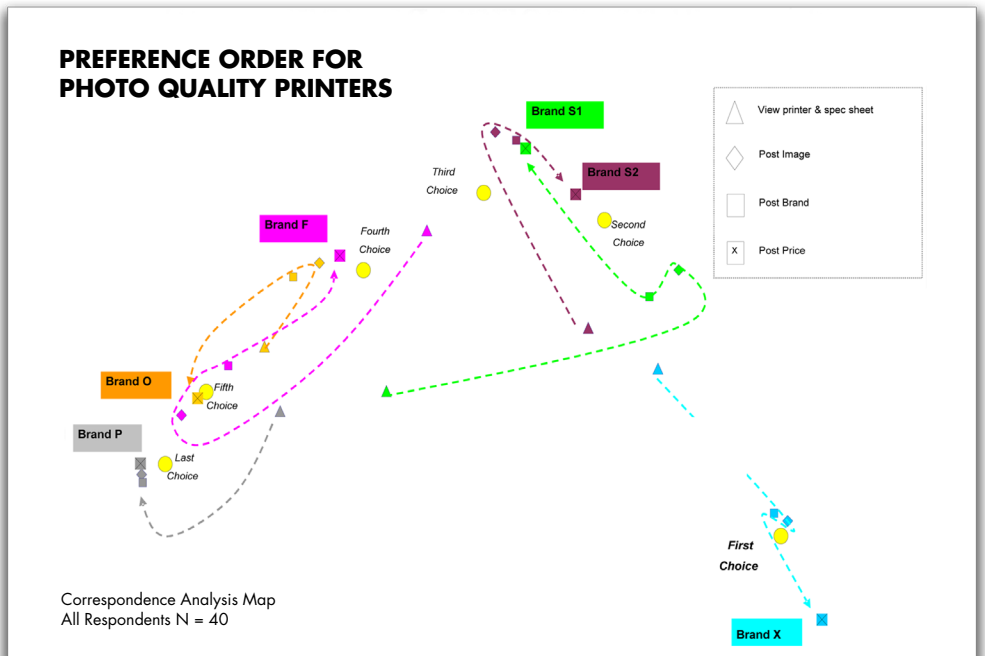 PREFERENCE ORDER FOR
PHOTO QUALITY PRINTERS
Brand S1
View printer & spec sheet
Post Image
Third
Choice
Brand S2
Post Brand
Brand F
Fourth
Choice
Second
Choice
X
Post Price
Brand O
Fifth
Choice
Brand P
Last
Choice
First
Choice
Correspondence Analysis Map
All Respondents N = 40
Brand X